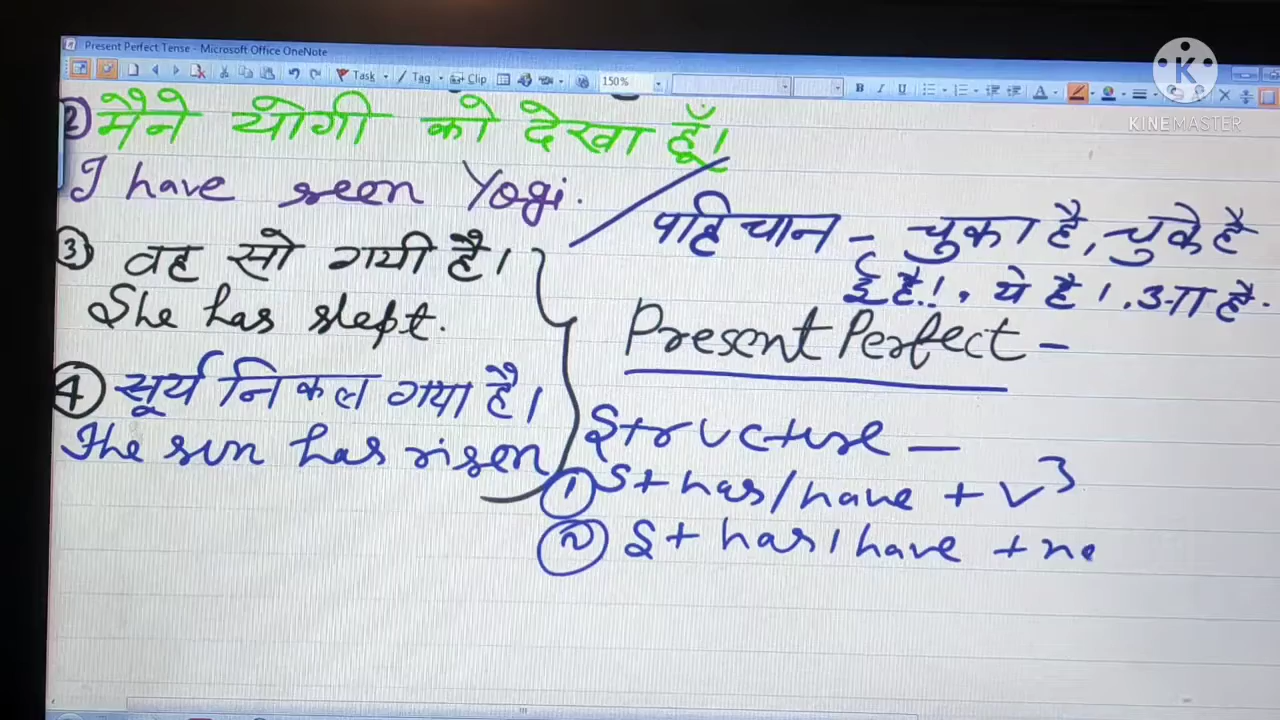 Present Perfect Tense - Microsoft Office OneNote
Task Tag Clip 150% B I U A
KINEMASTER
2) मैने योगी को देखा हूँ।
I have seen Yogi.
पहिचान - चुका है, चुके है
ई है।. ये है।. आ है.
3 वह सो गयी है।
She has slept.
Present Perfect -
4 सूर्य निकल गया है।
The sun has risen
Structure -
1 S + has/have + V3
2 S + has/have + no